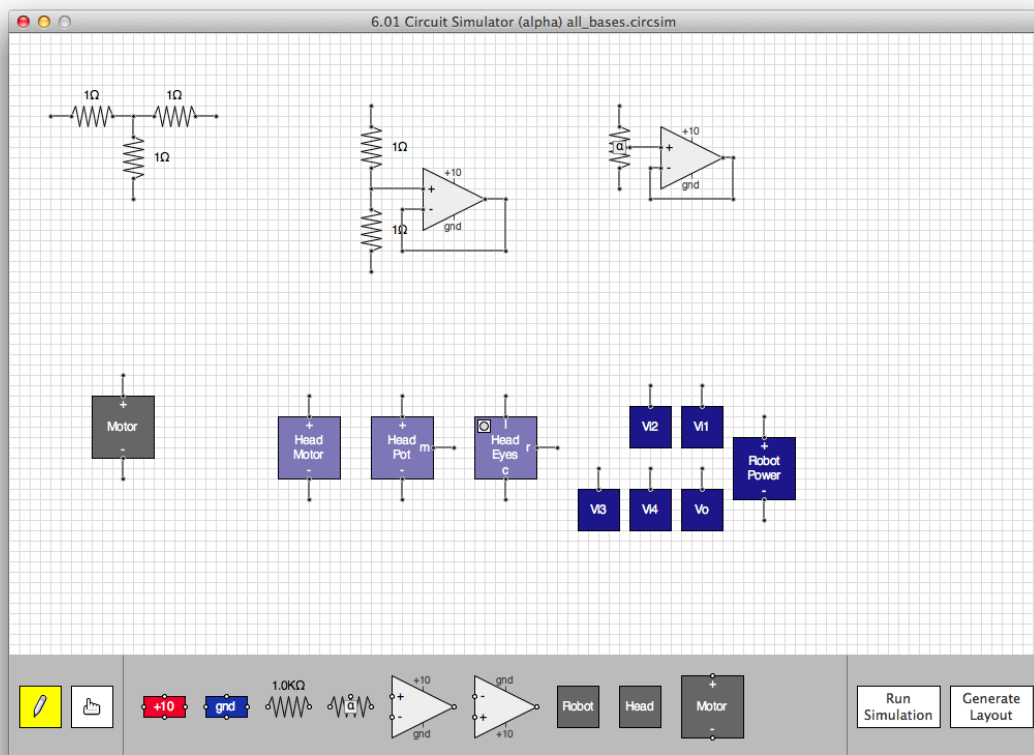 6.01 Circuit Simulator (alpha) all_bases.circsim
1Ω
1Ω
1Ω
1Ω
+10
+
-
gnd
1Ω
α
+10
+
-
gnd
+
Motor
-
+
Head
Motor
-
+
Head
Pot
m
-
l
Head
Eyes
r
c
Vi2
Vi1
+
Robot
Power
-
Vi3
Vi4
Vo
+10
gnd
1.0KΩ
α
+10
+
-
gnd
gnd
-
+
+10
Robot
Head
+
Motor
-
Run
Simulation
Generate
Layout